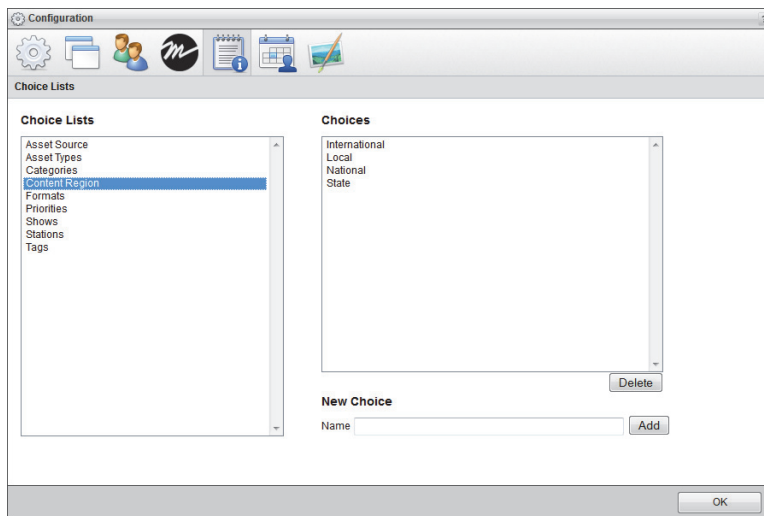 Configuration
Choice Lists
Choice Lists
Asset Source
Asset Types
Categories
Content Region
Formats
Priorities
Shows
Stations
Tags
Choices
International
Local
National
State
Delete
New Choice
Name
Add
OK